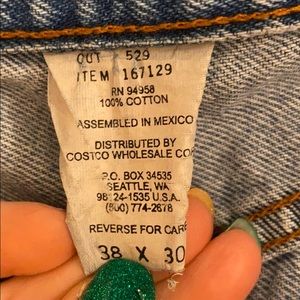 CUT 529
ITEM 167129
RN 94958
100% COTTON
ASSEMBLED IN MEXICO
DISTRIBUTED BY
COSTCO WHOLESALE CO
P.O. BOX 34535
SEATTLE, WA
98124-1535 U.S.A.
(800) 774-2678
REVERSE FOR CARE
38 X 30